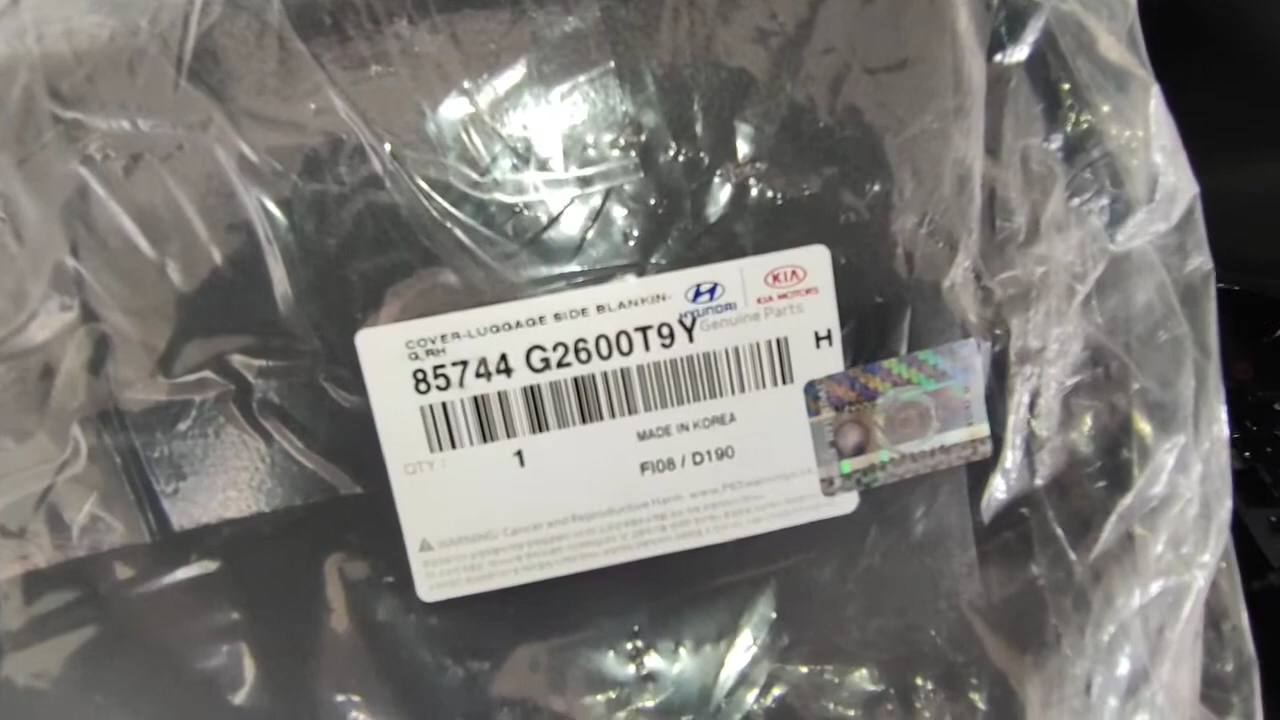 COVER-LUGGAGE SIDE BLANKIN-
G,RH
HYUNDAI
KIA
KIA MOTORS
Genuine Parts
85744 G2600T9Y
H
MADE IN KOREA
QTY : 1
FI08 / D190
WARNING: Cancer and Reproductive Harm